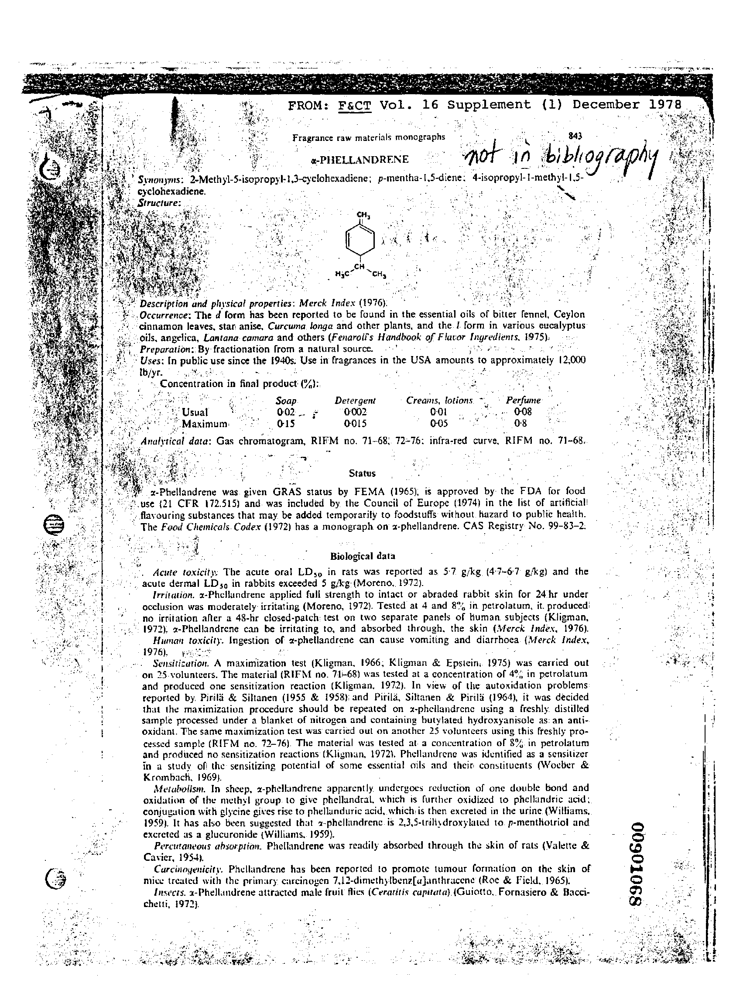 FROM: F&CT Vol. 16 Supplement (1) December 1978
Fragrance raw materials monographs 843
α-PHELLANDRENE
not in bibliography
Synonyms: 2-Methyl-5-isopropyl-1,3-cyclohexadiene; p-mentha-1,5-diene; 4-isopropyl-1-methyl-1,5-
cyclohexadiene.
Structure:
CH₃
CH
H₃C CH₃
Description and physical properties: Merck Index (1976).
Occurrence: The d form has been reported to be found in the essential oils of bitter fennel, Ceylon
cinnamon leaves, star anise, Curcuma longa and other plants, and the l form in various eucalyptus
oils, angelica, Lantana camara and others (Fenaroli's Handbook of Flavor Ingredients, 1975).
Preparation: By fractionation from a natural source.
Uses: In public use since the 1940s. Use in fragrances in the USA amounts to approximately 12,000
lb/yr.
Concentration in final product (%):
Soap Detergent Creams, lotions Perfume
Usual 0·02 0·002 0·01 0·08
Maximum 0·15 0·015 0·05 0·8
Analytical data: Gas chromatogram, RIFM no. 71-68; 72-76; infra-red curve, RIFM no. 71-68.
Status
α-Phellandrene was given GRAS status by FEMA (1965), is approved by the FDA for food
use (21 CFR 172.515) and was included by the Council of Europe (1974) in the list of artificial
flavouring substances that may be added temporarily to foodstuffs without hazard to public health.
The Food Chemicals Codex (1972) has a monograph on α-phellandrene. CAS Registry No. 99-83-2.
Biological data
Acute toxicity. The acute oral LD₅₀ in rats was reported as 5·7 g/kg (4·7–6·7 g/kg) and the
acute dermal LD₅₀ in rabbits exceeded 5 g/kg (Moreno, 1972).
Irritation. α-Phellandrene applied full strength to intact or abraded rabbit skin for 24 hr under
occlusion was moderately irritating (Moreno, 1972). Tested at 4 and 8% in petrolatum, it produced
no irritation after a 48-hr closed-patch test on two separate panels of human subjects (Kligman,
1972). α-Phellandrene can be irritating to, and absorbed through, the skin (Merck Index, 1976).
Human toxicity. Ingestion of α-phellandrene can cause vomiting and diarrhoea (Merck Index,
1976).
Sensitization. A maximization test (Kligman, 1966; Kligman & Epstein, 1975) was carried out
on 25 volunteers. The material (RIFM no. 71-68) was tested at a concentration of 4% in petrolatum
and produced one sensitization reaction (Kligman, 1972). In view of the autoxidation problems
reported by Pirilä & Siltanen (1955 & 1958) and Pirilä, Siltanen & Pirilä (1964), it was decided
that the maximization procedure should be repeated on α-phellandrene using a freshly distilled
sample processed under a blanket of nitrogen and containing butylated hydroxyanisole as an anti-
oxidant. The same maximization test was carried out on another 25 volunteers using this freshly pro-
cessed sample (RIFM no. 72-76). The material was tested at a concentration of 8% in petrolatum
and produced no sensitization reactions (Kligman, 1972). Phellandrene was identified as a sensitizer
in a study of the sensitizing potential of some essential oils and their constituents (Woeber &
Krombach, 1969).
Metabolism. In sheep, α-phellandrene apparently undergoes reduction of one double bond and
oxidation of the methyl group to give phellandral, which is further oxidized to phellandric acid;
conjugation with glycine gives rise to phellanduric acid, which is then excreted in the urine (Williams,
1959). It has also been suggested that α-phellandrene is 2,3,5-trihydroxylated to p-menthotriol and
excreted as a glucuronide (Williams, 1959).
Percutaneous absorption. Phellandrene was readily absorbed through the skin of rats (Valette &
Cavier, 1954).
Carcinogenicity. Phellandrene has been reported to promote tumour formation on the skin of
mice treated with the primary carcinogen 7,12-dimethylbenz[a]anthracene (Roe & Field, 1965).
Insects. α-Phellandrene attracted male fruit flies (Ceratitis capitata) (Guiotto, Fornasiero & Bacci-
chetti, 1972).
00901068